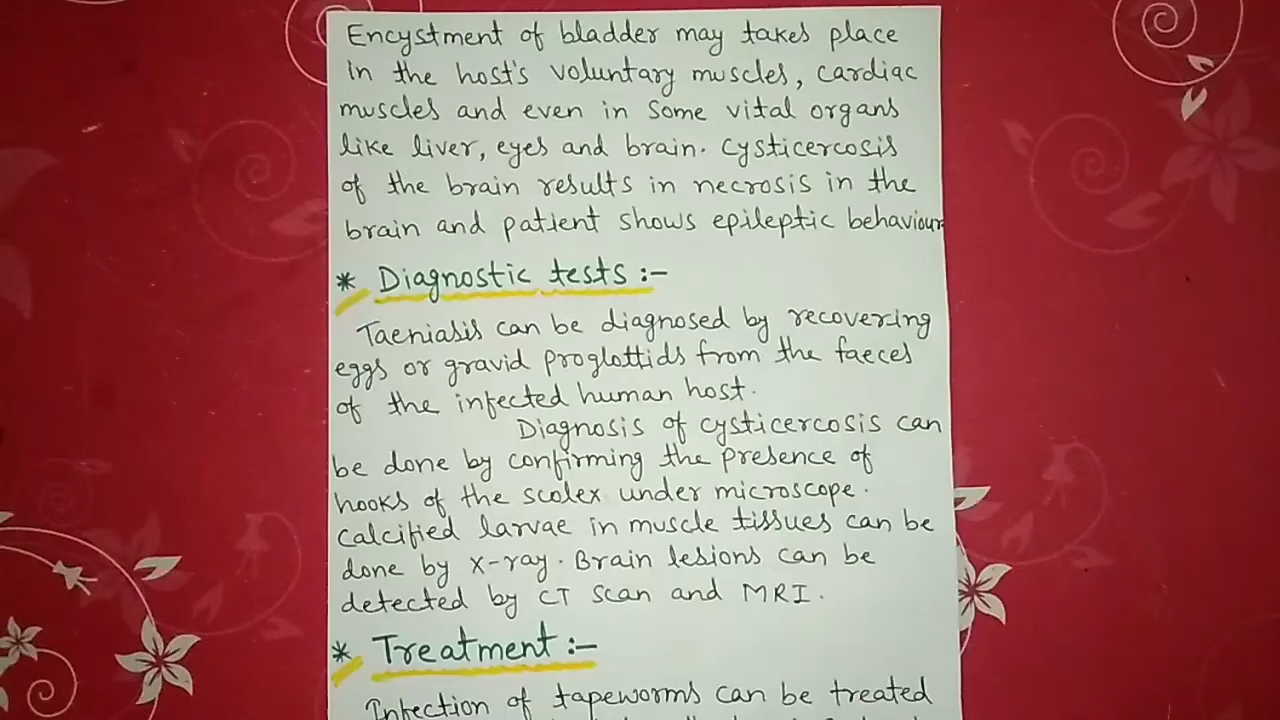 Encystment of bladder may takes place
in the host's voluntary muscles, cardiac
muscles and even in some vital organs
like liver, eyes and brain. Cysticercosis
of the brain results in necrosis in the
brain and patient shows epileptic behaviour
* Diagnostic tests :-
Taeniasis can be diagnosed by recovering
eggs or gravid proglottids from the faeces
of the infected human host.
Diagnosis of cysticercosis can
be done by confirming the presence of
hooks of the scolex under microscope.
Calcified larvae in muscle tissues can be
done by x-ray. Brain lesions can be
detected by CT scan and MRI.
* Treatment :-
Infection of tapeworms can be treated